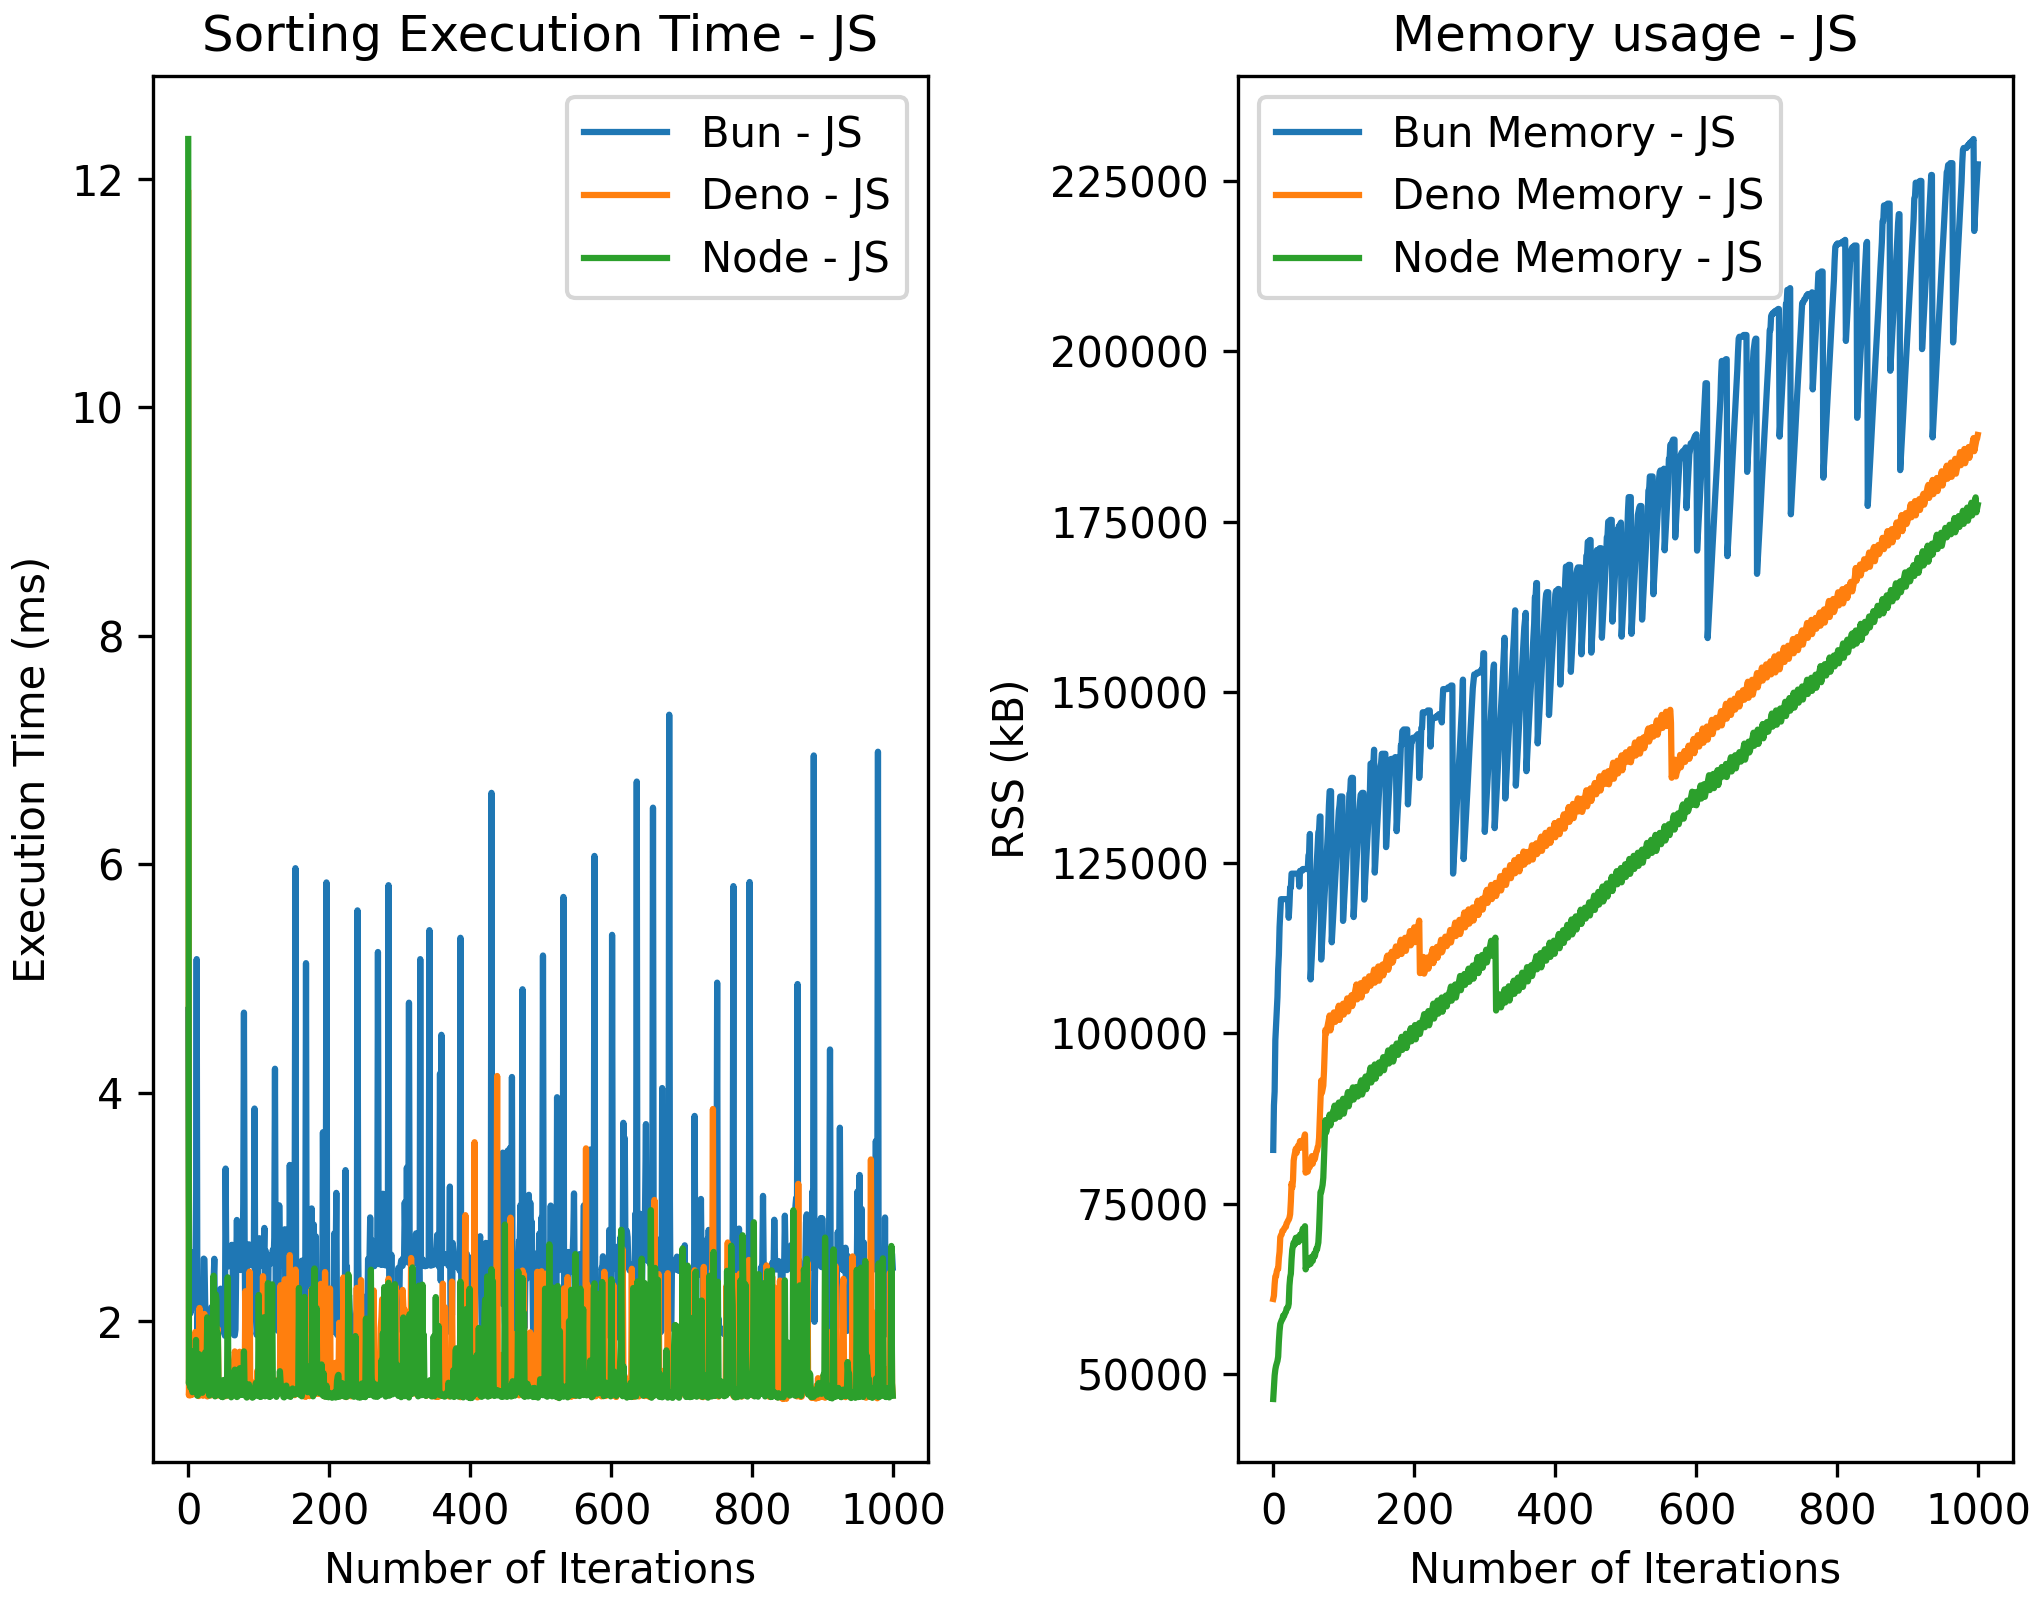 Sorting Execution Time - JS
Bun - JS
Deno - JS
Node - JS
12
10
8
6
4
2
Execution Time (ms)
0 200 400 600 800 1000
Number of Iterations
Memory usage - JS
Bun Memory - JS
Deno Memory - JS
Node Memory - JS
225000
200000
175000
150000
125000
100000
75000
50000
RSS (kB)
0 200 400 600 800 1000
Number of Iterations